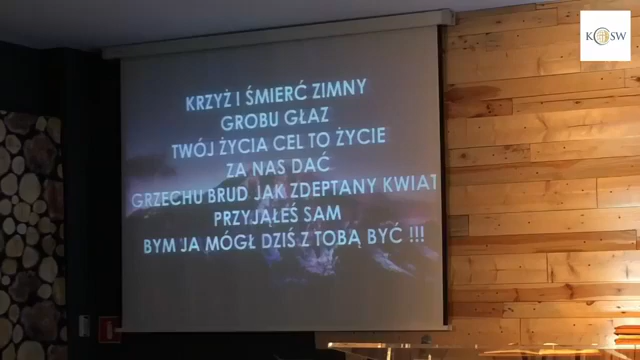 KRZYŻ I ŚMIERĆ ZIMNY
GROBU GŁAZ
TWÓJ ŻYCIA CEL TO ŻYCIE
ZA NAS DAĆ
GRZECHU BRUD JAK ZDEPTANY KWIAT
PRZYJĄŁEŚ SAM
BYM JA MÓGŁ DZIŚ Z TOBĄ BYĆ !!!
KCSW